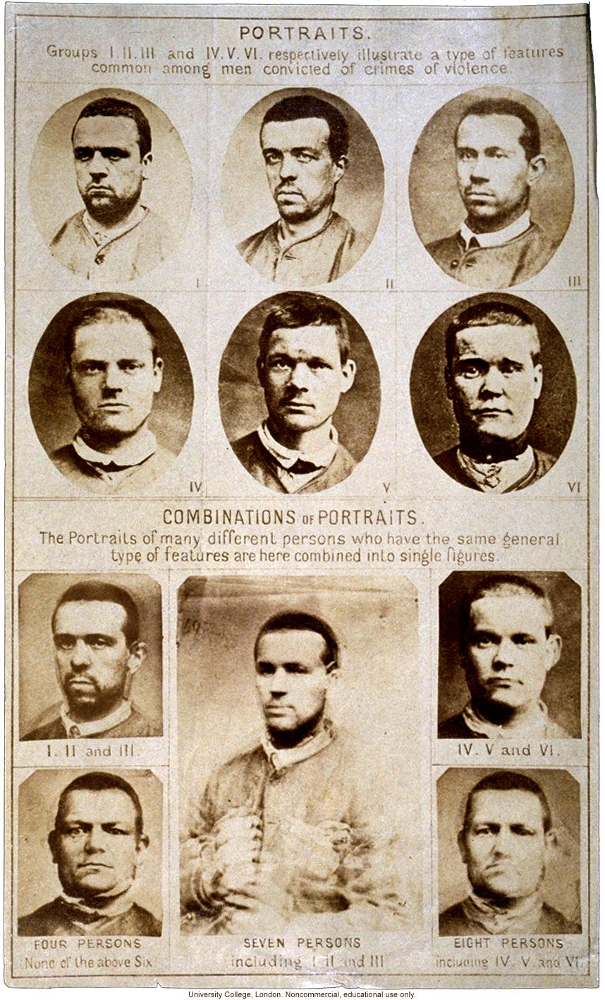 PORTRAITS.
Groups I. II. III and IV. V. VI. respectively illustrate a type of features
common among men convicted of crimes of violence.
I
II
III
IV
V
VI
COMBINATIONS OF PORTRAITS.
The Portraits of many different persons who have the same general
type of features are here combined into single figures.
I. II and III.
IV. V and VI.
FOUR PERSONS
None of the above Six
SEVEN PERSONS
including I II and III
EIGHT PERSONS
including IV. V. and VI.
University College, London. Noncommercial, educational use only.